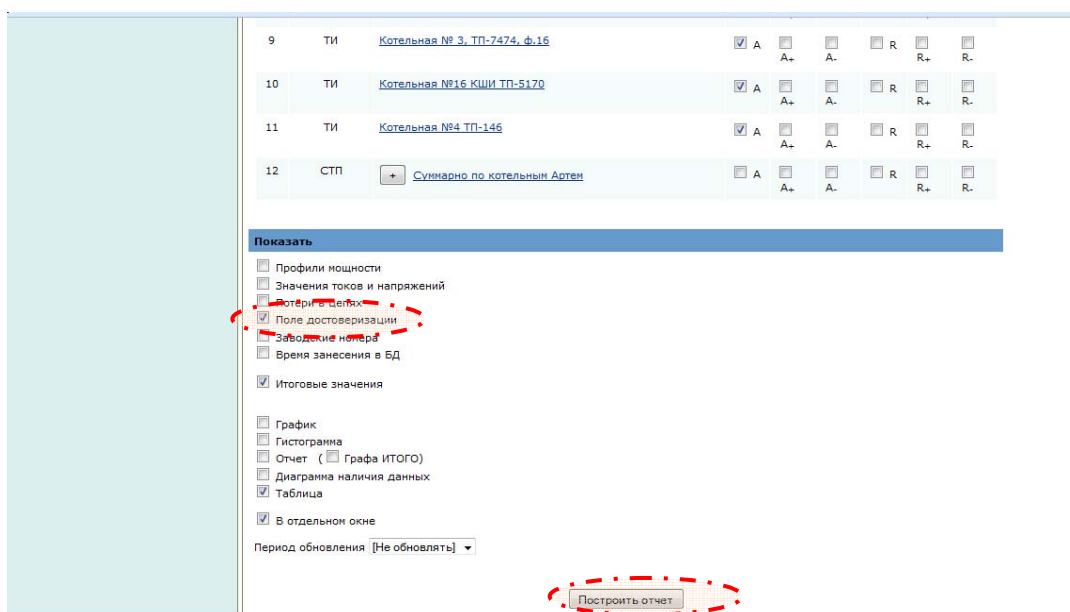 9 ТИ Котельная № 3, ТП-7474, ф.16 A A+ A- R R+ R-
10 ТИ Котельная №16 КШИ ТП-5170 A A+ A- R R+ R-
11 ТИ Котельная №4 ТП-146 A A+ A- R R+ R-
12 СТП + Суммарно по котельным Артем A A+ A- R R+ R-
Показать
Профили мощности
Значения токов и напряжений
Потери в цепях
Поле достоверизации
Заводские номера
Время занесения в БД
Итоговые значения
График
Гистограмма
Отчет ( Графа ИТОГО)
Диаграмма наличия данных
Таблица
В отдельном окне
Период обновления [Не обновлять]
Построить отчет